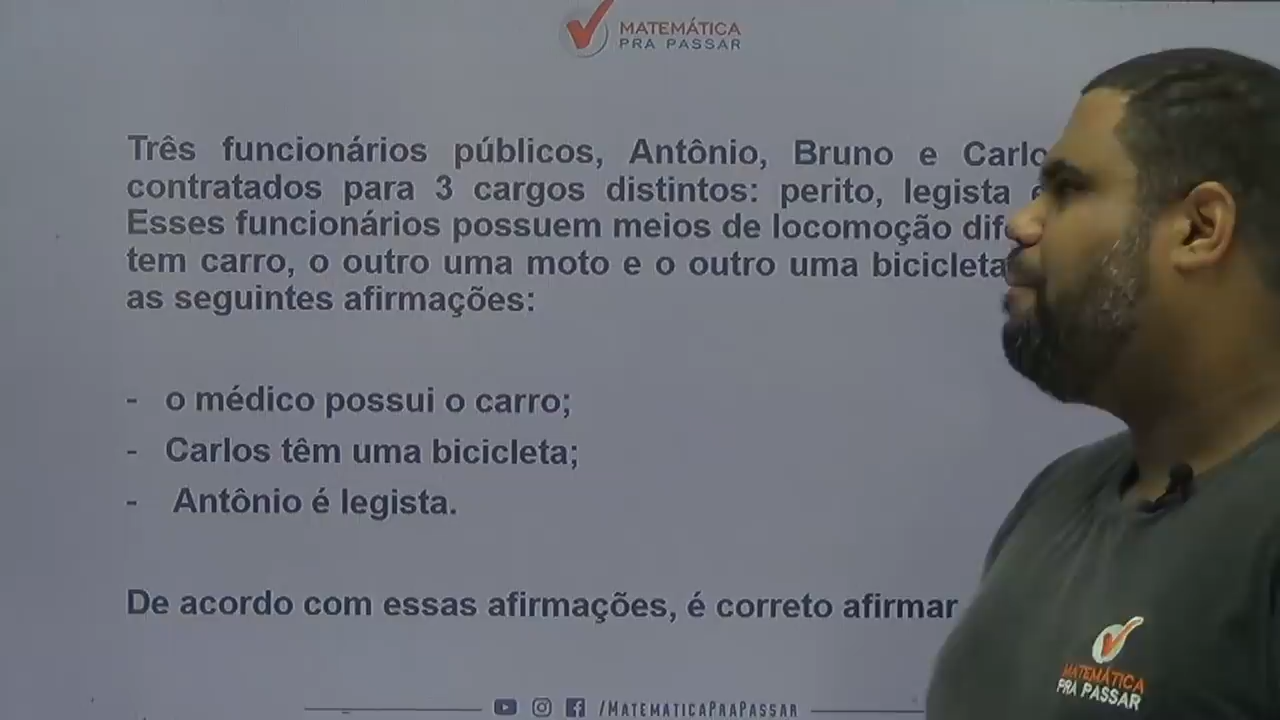 MATEMÁTICA
PRA PASSAR
Três funcionários públicos, Antônio, Bruno e
contratados para 3 cargos distintos: perito, legista
Esses funcionários possuem meios de locomoção
tem carro, o outro uma moto e o outro uma bicicleta
as seguintes afirmações:
- o médico possui o carro;
- Carlos têm uma bicicleta;
- Antônio é legista.
De acordo com essas afirmações, é correto afirmar
MATEMÁTICA
PRA PASSAR
/MATEMATICAPRAPASSAR